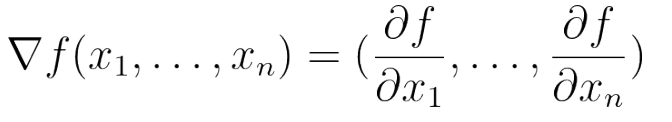 ∇f(x₁, . . . , xₙ) = (∂f/∂x₁, . . . , ∂f/∂xₙ)